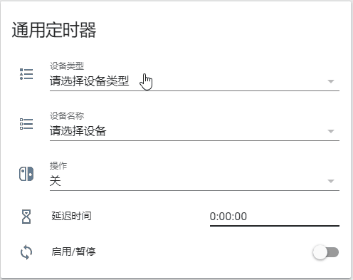 通用定时器
设备类型
请选择设备类型
设备名称
请选择设备
操作
关
延迟时间
0:00:00
启用/暂停